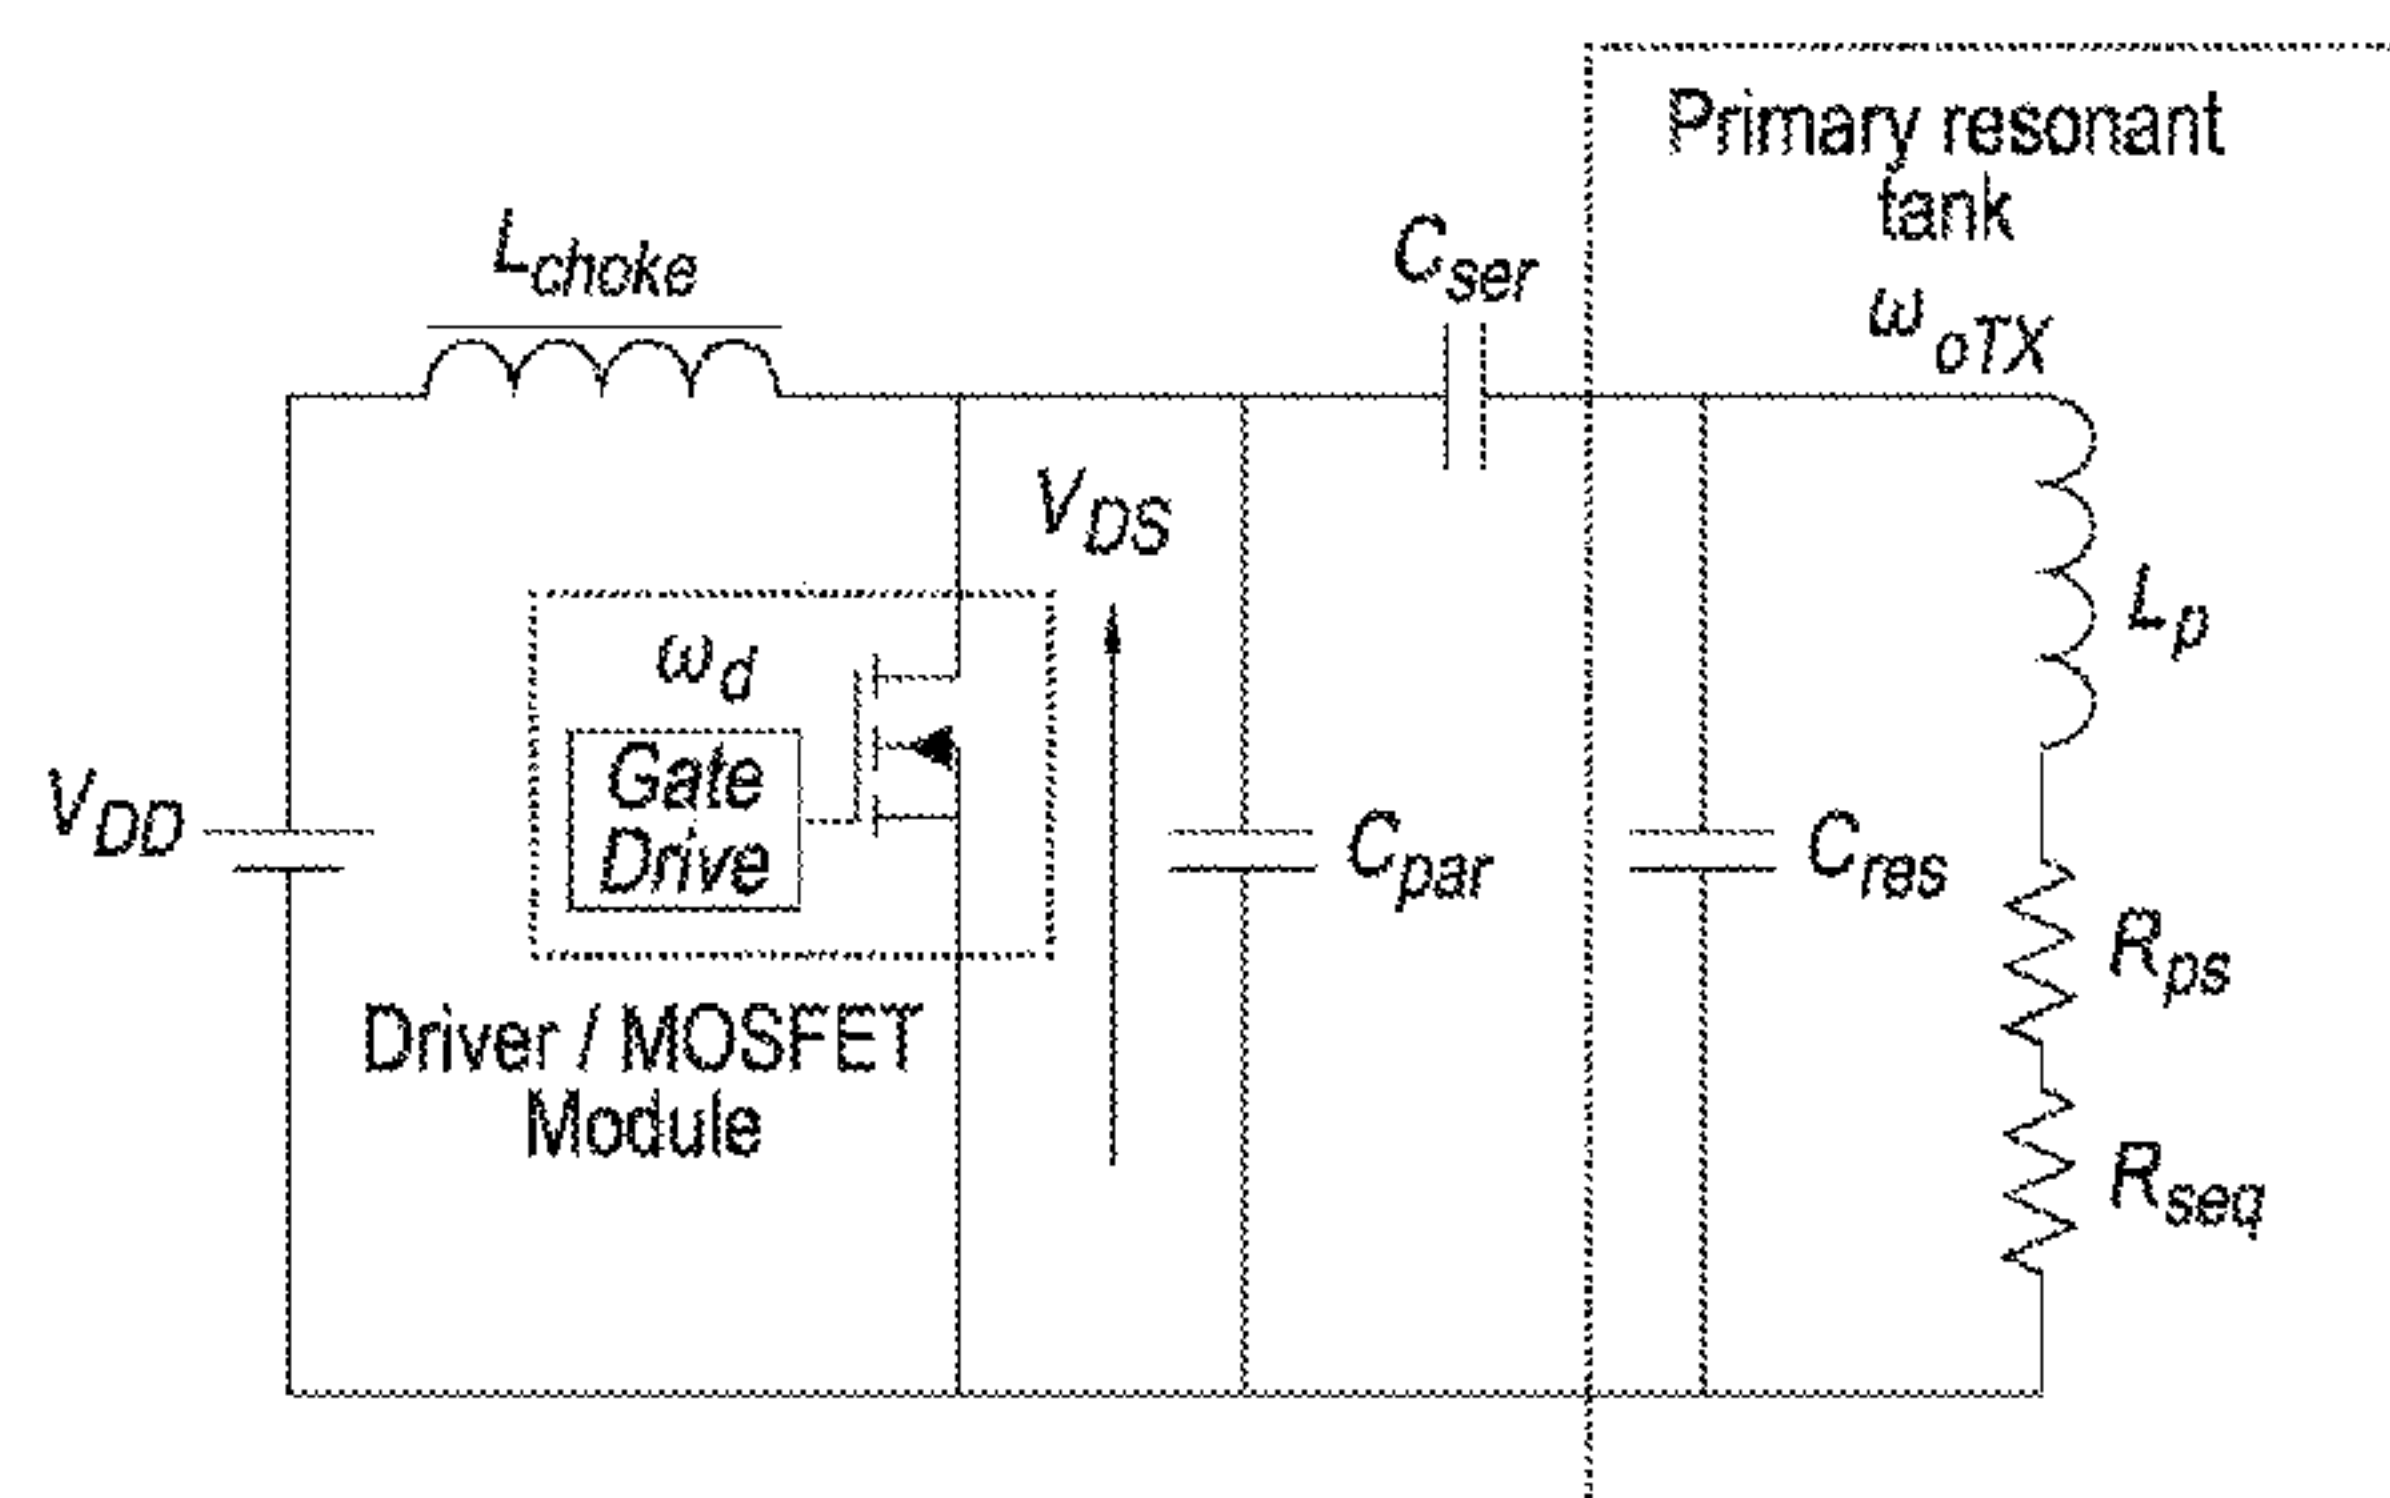 Primary resonant
tank
ω_oTX
L_choke
C_ser
V_DS
ω_d
L_p
Gate
Drive
V_DD
C_par
C_res
R_ps
Driver / MOSFET
Module
R_seq